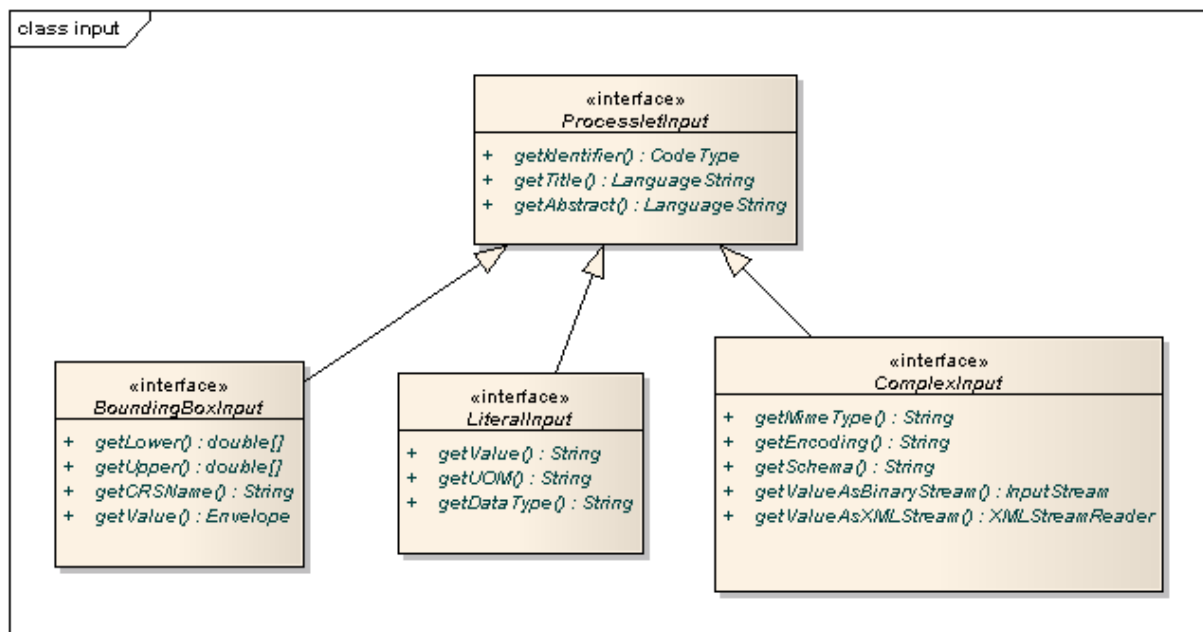 class input
«interface»
ProcessletInput
+ getIdentifier() : CodeType
+ getTitle() : LanguageString
+ getAbstract() : LanguageString
«interface»
BoundingBoxInput
+ getLower() : double[]
+ getUpper() : double[]
+ getCRSName() : String
+ getValue() : Envelope
«interface»
LiteralInput
+ getValue() : String
+ getUOM() : String
+ getDataType() : String
«interface»
ComplexInput
+ getMimeType() : String
+ getEncoding() : String
+ getSchema() : String
+ getValueAsBinaryStream() : InputStream
+ getValueAsXMLStream() : XMLStreamReader